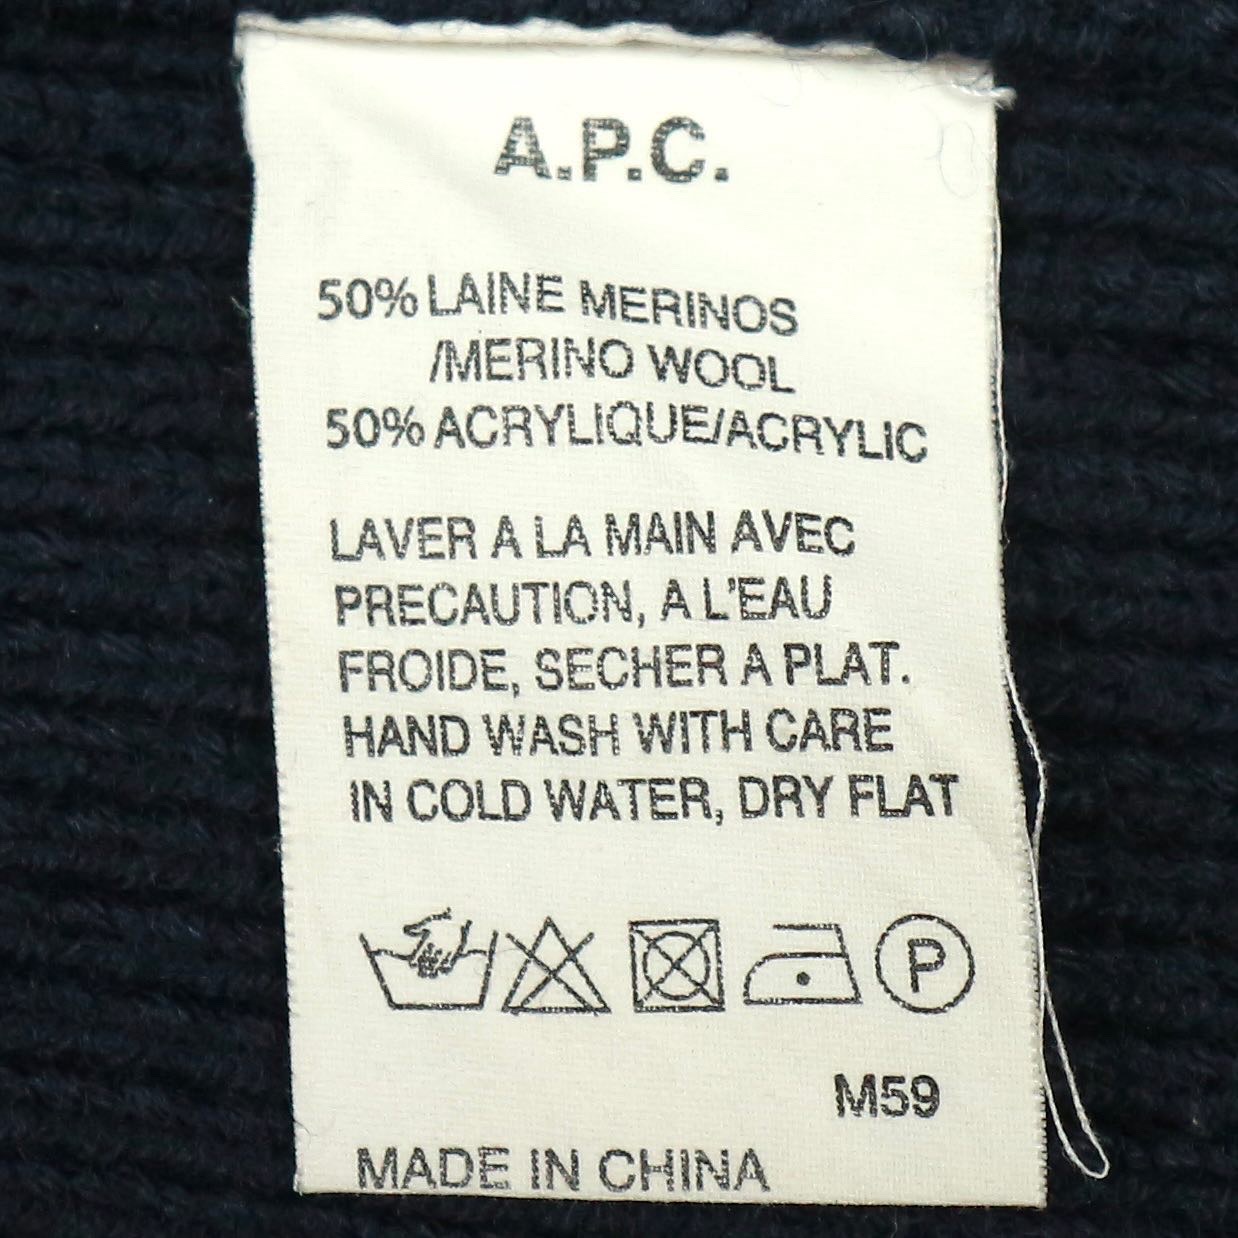 A.P.C.
50% LAINE MERINOS
/MERINO WOOL
50% ACRYLIQUE/ACRYLIC
LAVER A LA MAIN AVEC
PRECAUTION, A L'EAU
FROIDE, SECHER A PLAT.
HAND WASH WITH CARE
IN COLD WATER, DRY FLAT
P
M59
MADE IN CHINA